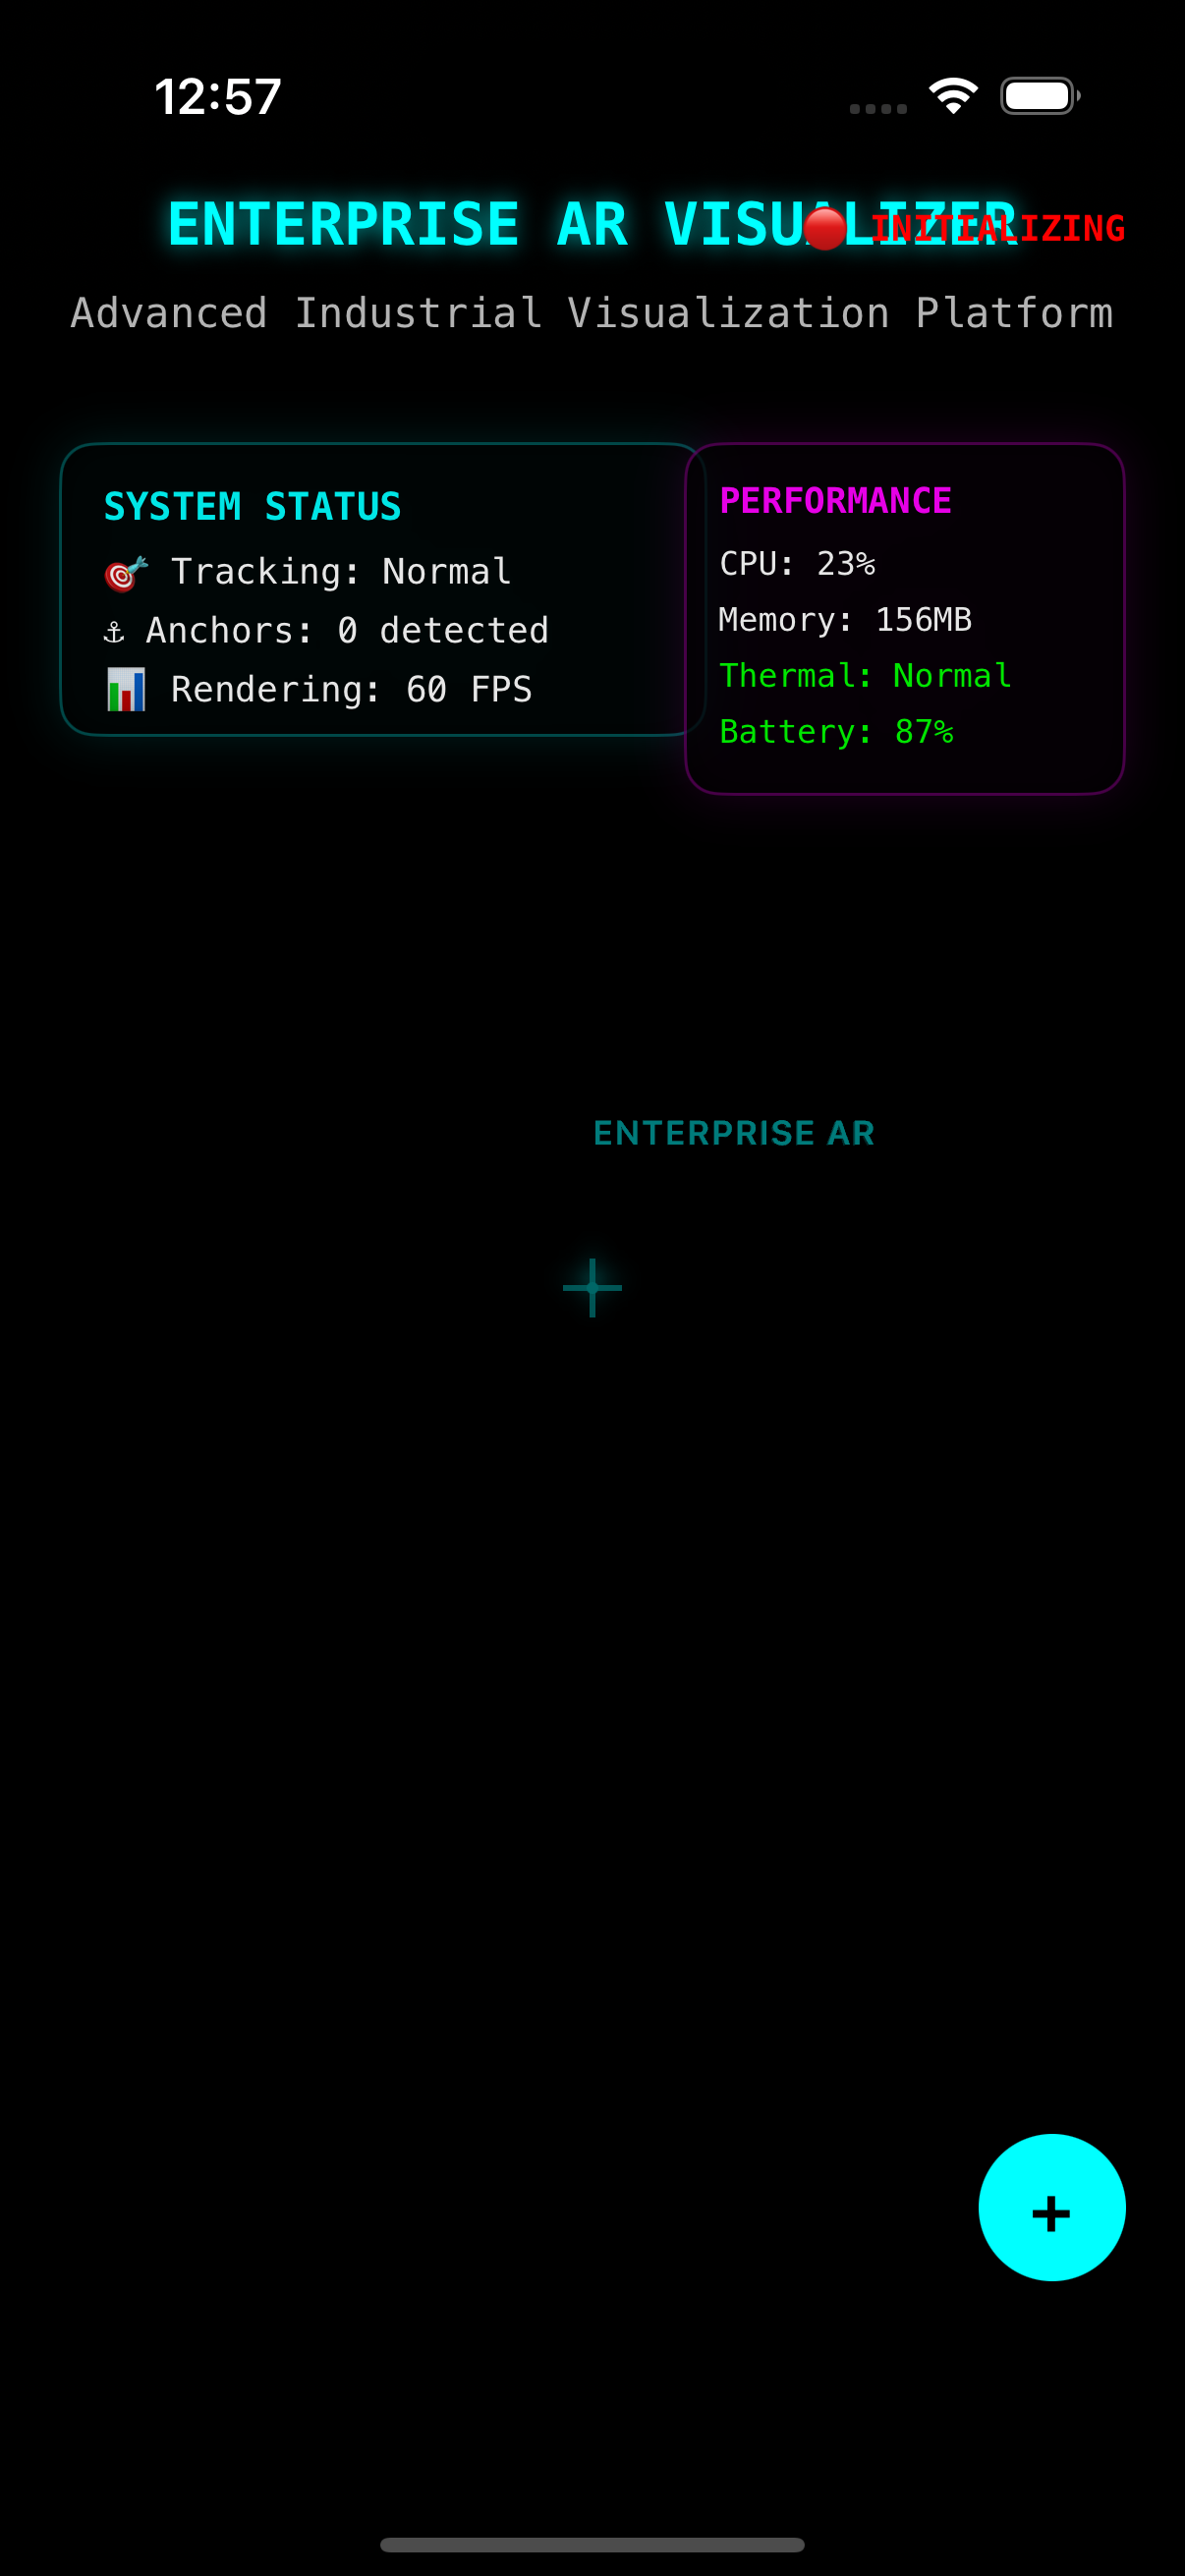 12:57
ENTERPRISE AR VISUALIZER
🔴 INITIALIZING
Advanced Industrial Visualization Platform
SYSTEM STATUS
🎯 Tracking: Normal
⚓ Anchors: 0 detected
📊 Rendering: 60 FPS
PERFORMANCE
CPU: 23%
Memory: 156MB
Thermal: Normal
Battery: 87%
ENTERPRISE AR
+